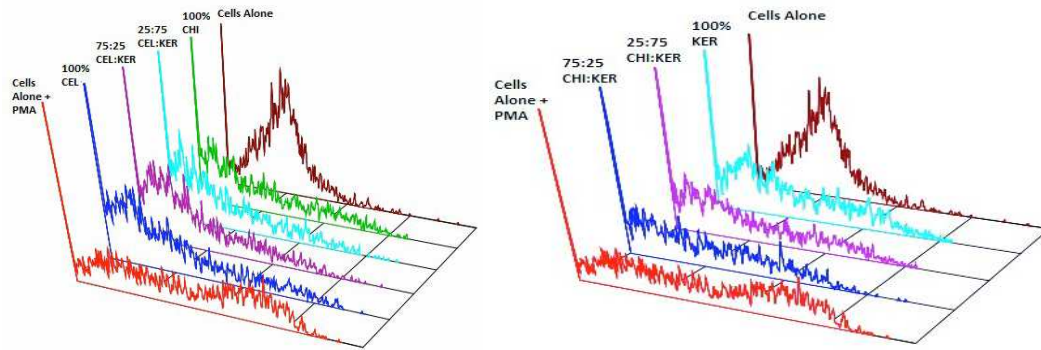 Cells
Alone +
PMA
100%
CEL
75:25
CEL:KER
25:75
CEL:KER
100%
CHI
Cells Alone
Cells
Alone +
PMA
75:25
CHI:KER
25:75
CHI:KER
100%
KER
Cells Alone